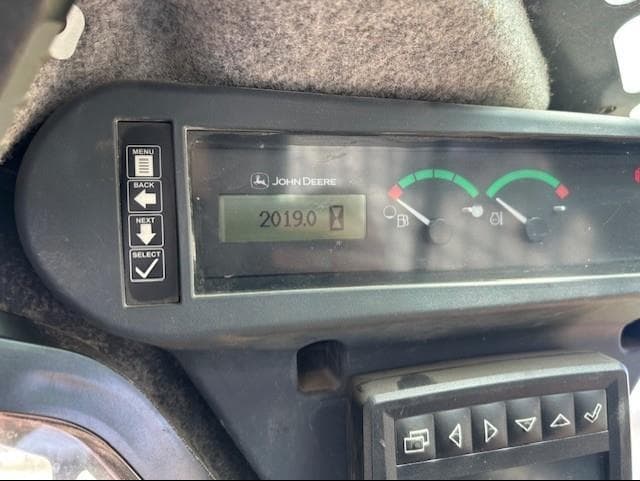 MENU
BACK
NEXT
SELECT
JOHN DEERE
2019.0